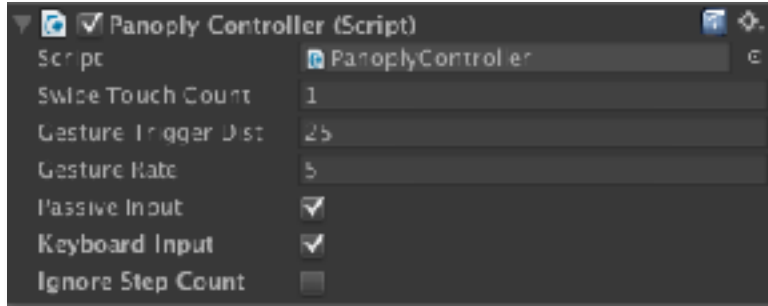 Panoply Controller (Script)
Script PanoplyController
Swipe Touch Count 1
Gesture Trigger Dist 25
Gesture Rate 5
Passive Input
Keyboard Input
Ignore Step Count